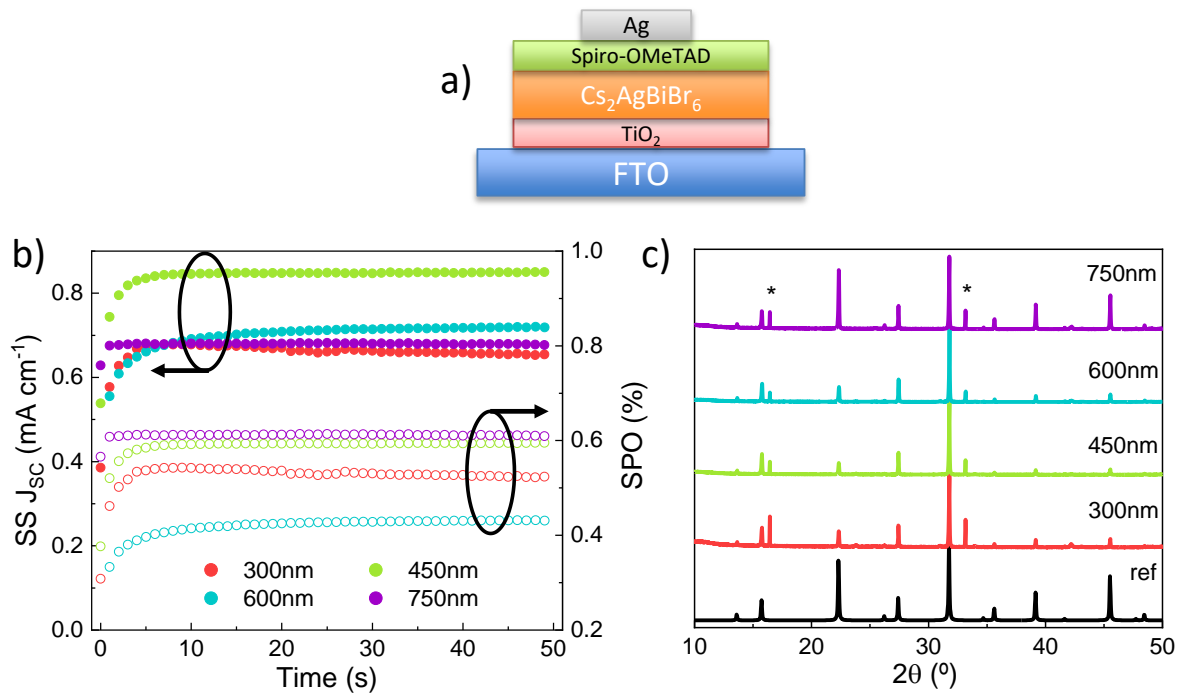 a)
Ag
Spiro-OMeTAD
Cs₂AgBiBr₆
TiO₂
FTO
b)
SS J_SC (mA cm⁻¹)
0.8
0.6
0.4
0.2
0.0
1.0
0.8
0.6
0.4
0.2
SPO (%)
300nm
450nm
600nm
750nm
0 10 20 30 40 50
Time (s)
c)
750nm
* *
600nm
450nm
300nm
ref
10 20 30 40 50
2θ (º)